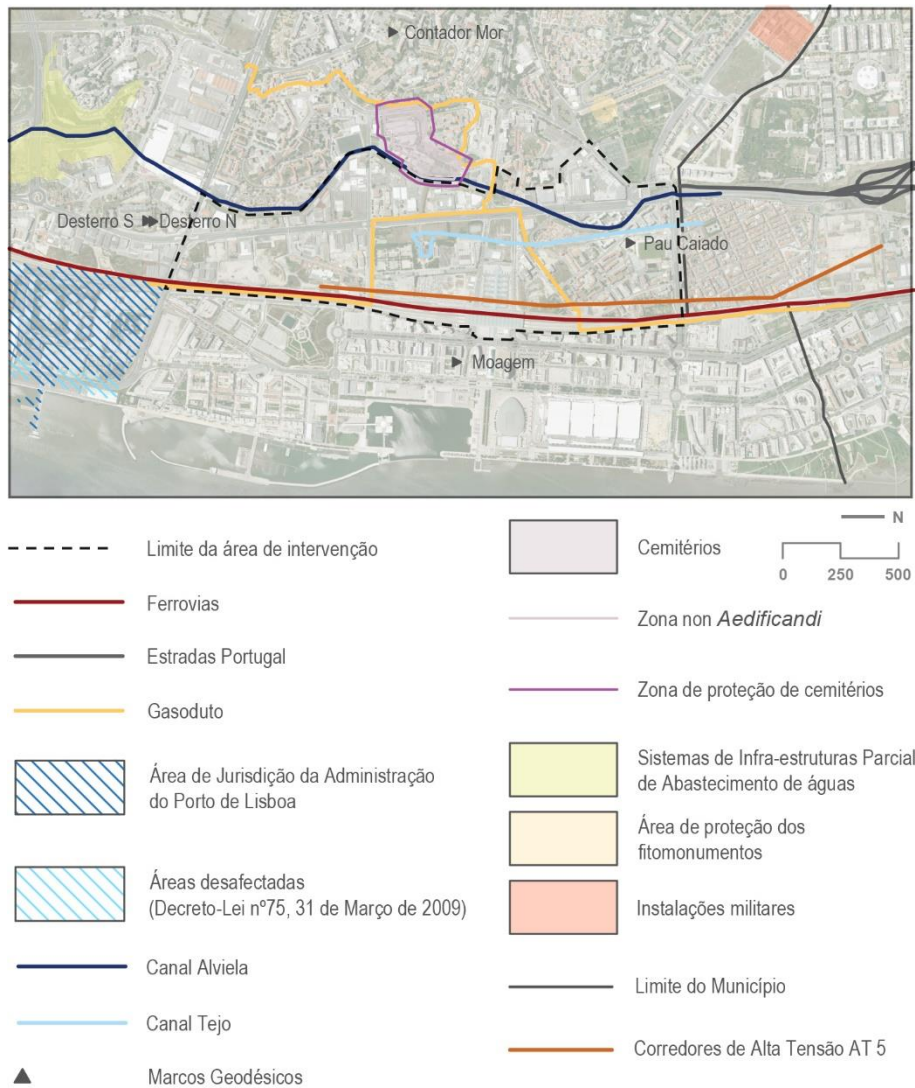 Contador Mor
Desterro S
Desterro N
Pau Caiado
Moagem
Limite da área de intervenção
Ferrovias
Estradas Portugal
Gasoduto
Área de Jurisdição da Administração
do Porto de Lisboa
Áreas desafectadas
(Decreto-Lei nº75, 31 de Março de 2009)
Canal Alviela
Canal Tejo
Marcos Geodésicos
N
0 250 500
Cemitérios
Zona non Aedificandi
Zona de proteção de cemitérios
Sistemas de Infra-estruturas Parcial
de Abastecimento de águas
Área de proteção dos
fitomonumentos
Instalações militares
Limite do Município
Corredores de Alta Tensão AT 5